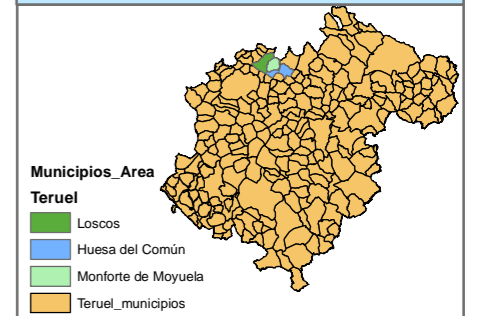 Municipios_Area
Teruel
Loscos
Huesa del Común
Monforte de Moyuela
Teruel_municipios